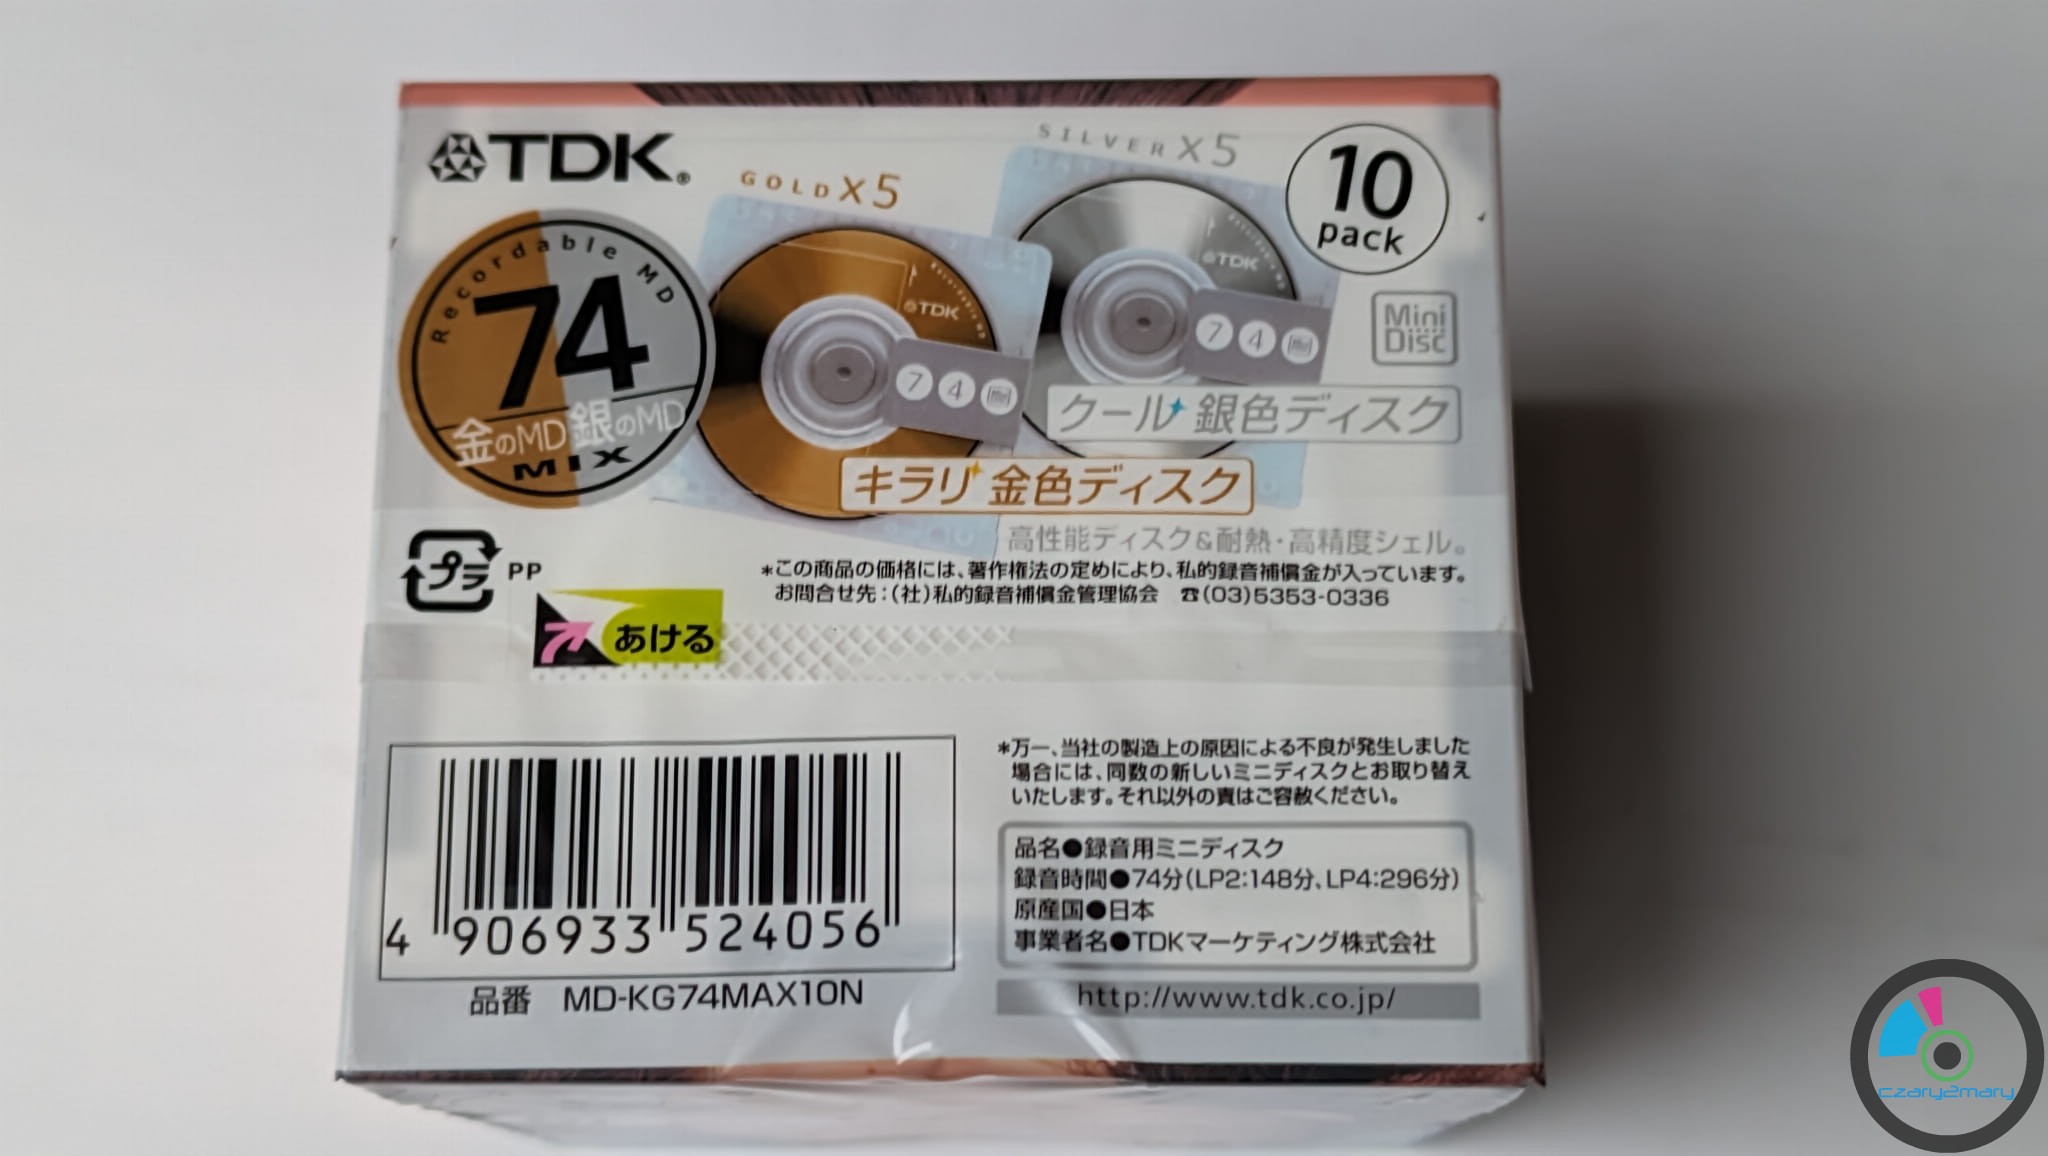 TDK®
GOLD X5
SILVER X5
10
pack
Recordable MD
74
金のMD銀のMD
MIX
TDK
Recordable MD
7 4
TDK
7 4
Mini
Disc
クール 銀色ディスク
キラリ 金色ディスク
高性能ディスク&耐熱・高精度シェル。
プラ PP
*この商品の価格には、著作権法の定めにより、私的録音補償金が入っています。
お問合せ先：(社)私的録音補償金管理協会 ☎(03)5353-0336
あける
4 906933 524056
品番 MD-KG74MAX10N
*万一、当社の製造上の原因による不良が発生しました
場合には、同数の新しいミニディスクとお取り替え
いたします。それ以外の責はご容赦ください。
品名●録音用ミニディスク
録音時間●74分(LP2:148分、LP4:296分)
原産国●日本
事業者名●TDKマーケティング株式会社
http://www.tdk.co.jp/
czary2mary